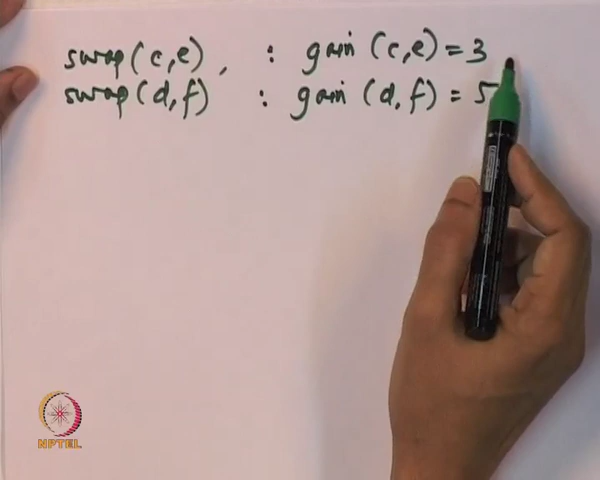 swap(c,e), : gain (c,e) = 3
swap(d,f) : gain (d,f) = 5
NPTEL